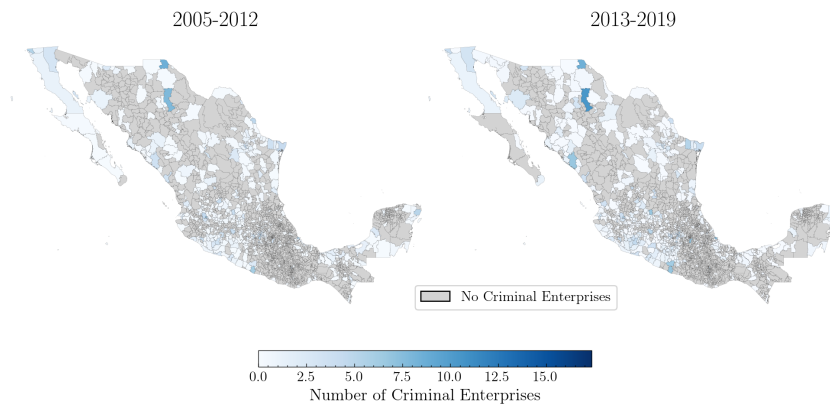 2005-2012
2013-2019
No Criminal Enterprises
0.0 2.5 5.0 7.5 10.0 12.5 15.0
Number of Criminal Enterprises